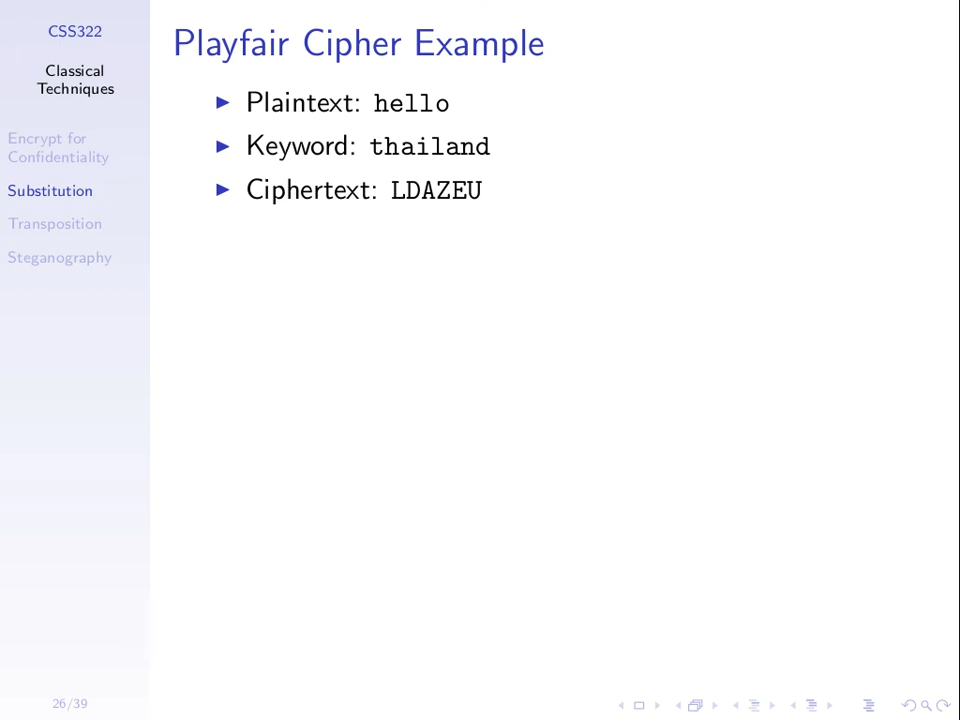 CSS322
Classical
Techniques
Encrypt for
Confidentiality
Substitution
Transposition
Steganography
26/39
Playfair Cipher Example
Plaintext: hello
Keyword: thailand
Ciphertext: LDAZEU